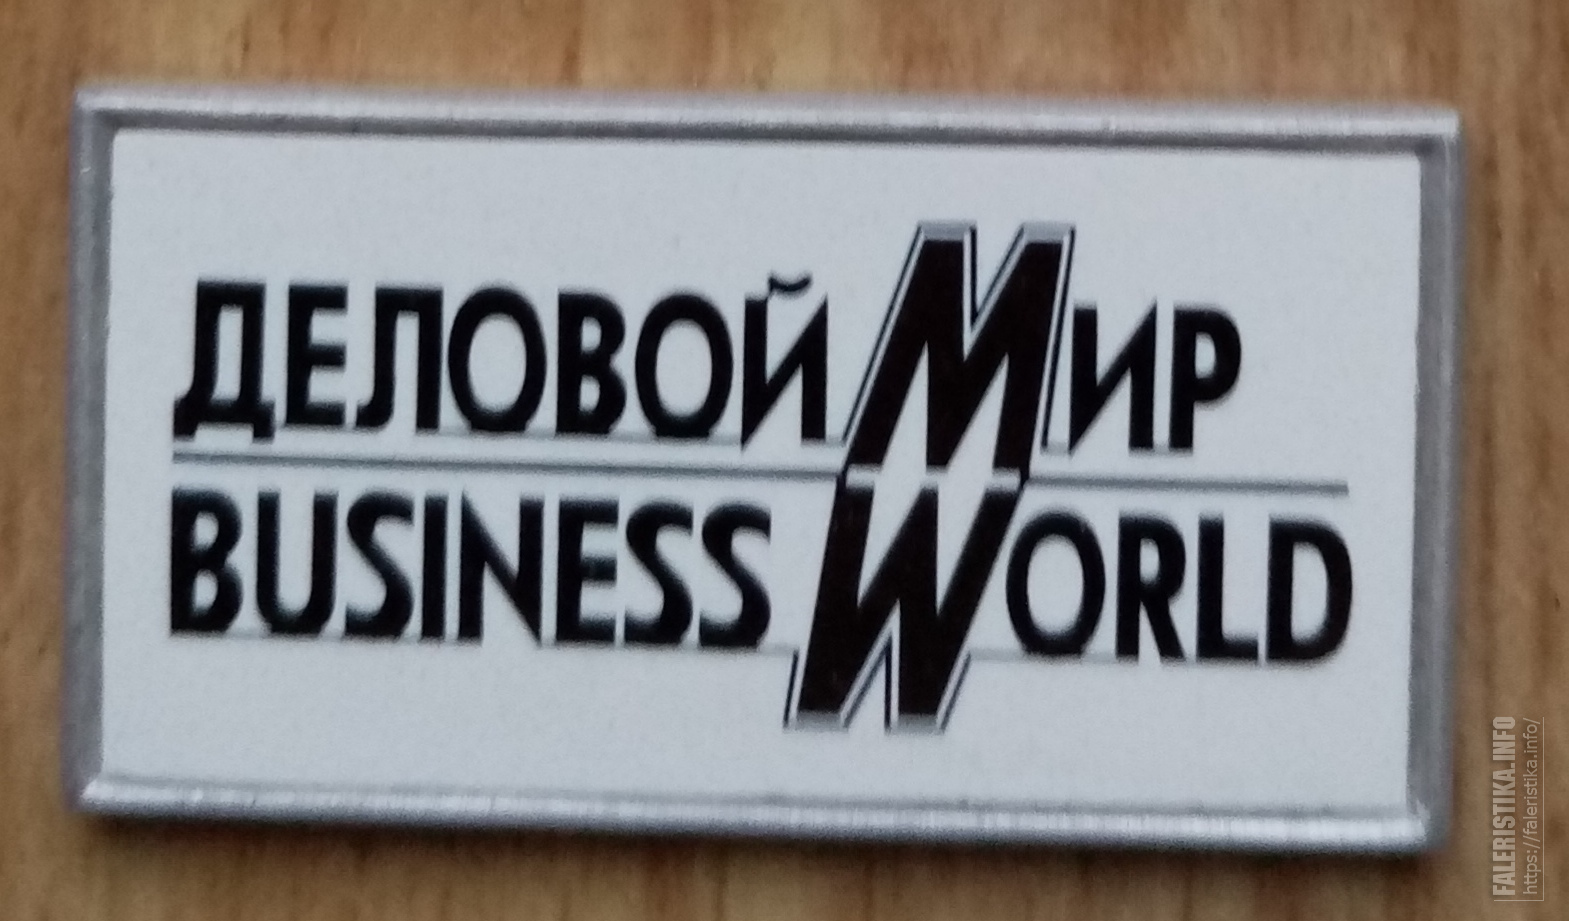 ДЕЛОВОЙ МИР
BUSINESS WORLD
FALERISTIKA.INFO
https://faleristika.info/